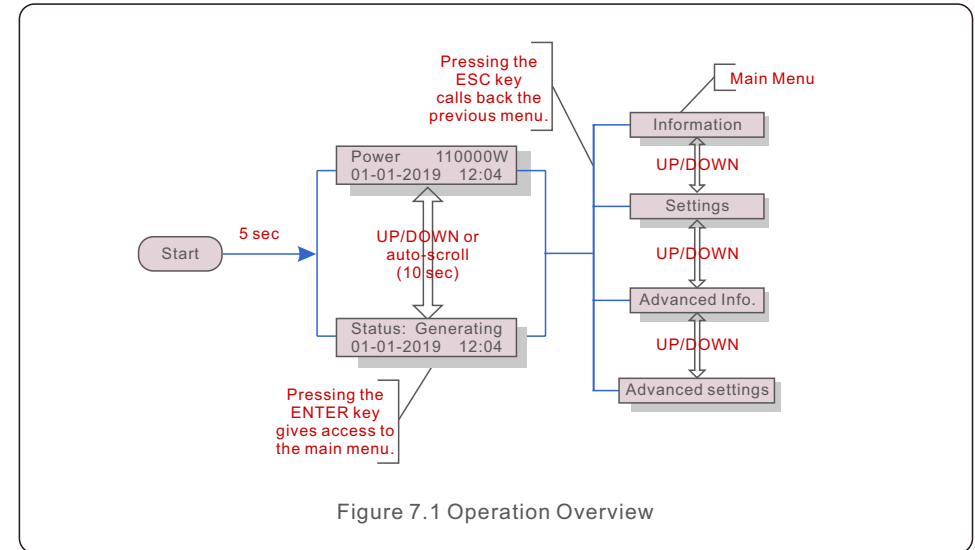 Pressing the
ESC key
calls back the
previous menu.
Main Menu
Information
UP/DOWN
Settings
UP/DOWN
Advanced Info.
UP/DOWN
Advanced settings
Power 110000W
01-01-2019 12:04
Start
5 sec
UP/DOWN or
auto-scroll
(10 sec)
Status: Generating
01-01-2019 12:04
Pressing the
ENTER key
gives access to
the main menu.
Figure 7.1 Operation Overview